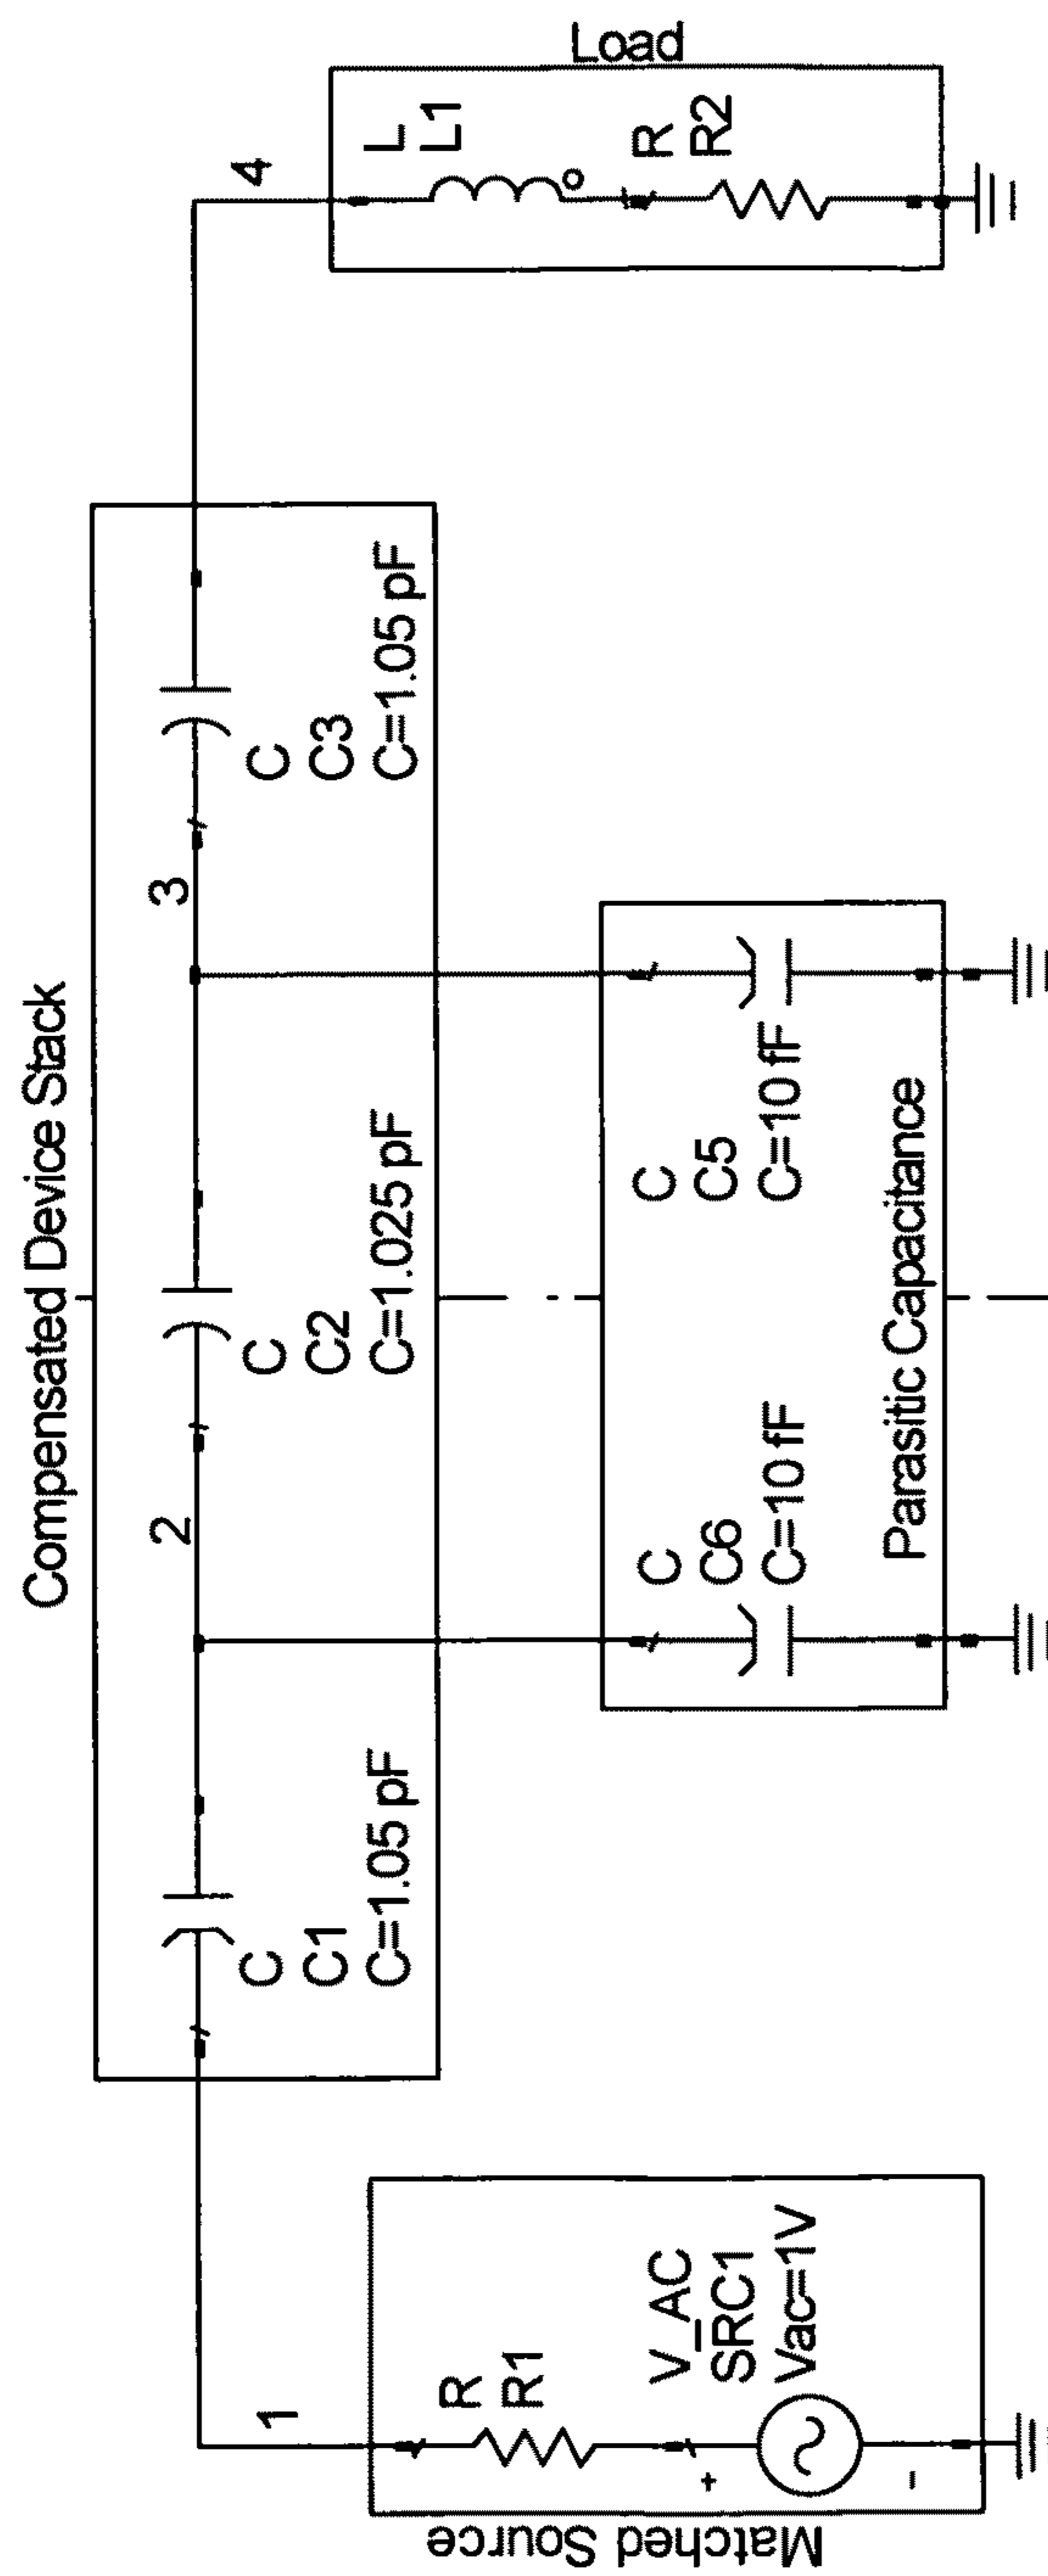 Compensated Device Stack
1
2
3
4
C
C1
C=1.05 pF
C
C2
C=1.025 pF
C
C3
C=1.05 pF
Matched Source
R
R1
V_AC
SRC1
Vac=1V
+
-
C
C6
C=10 fF
C
C5
C=10 fF
Parasitic Capacitance
Load
L
L1
R
R2